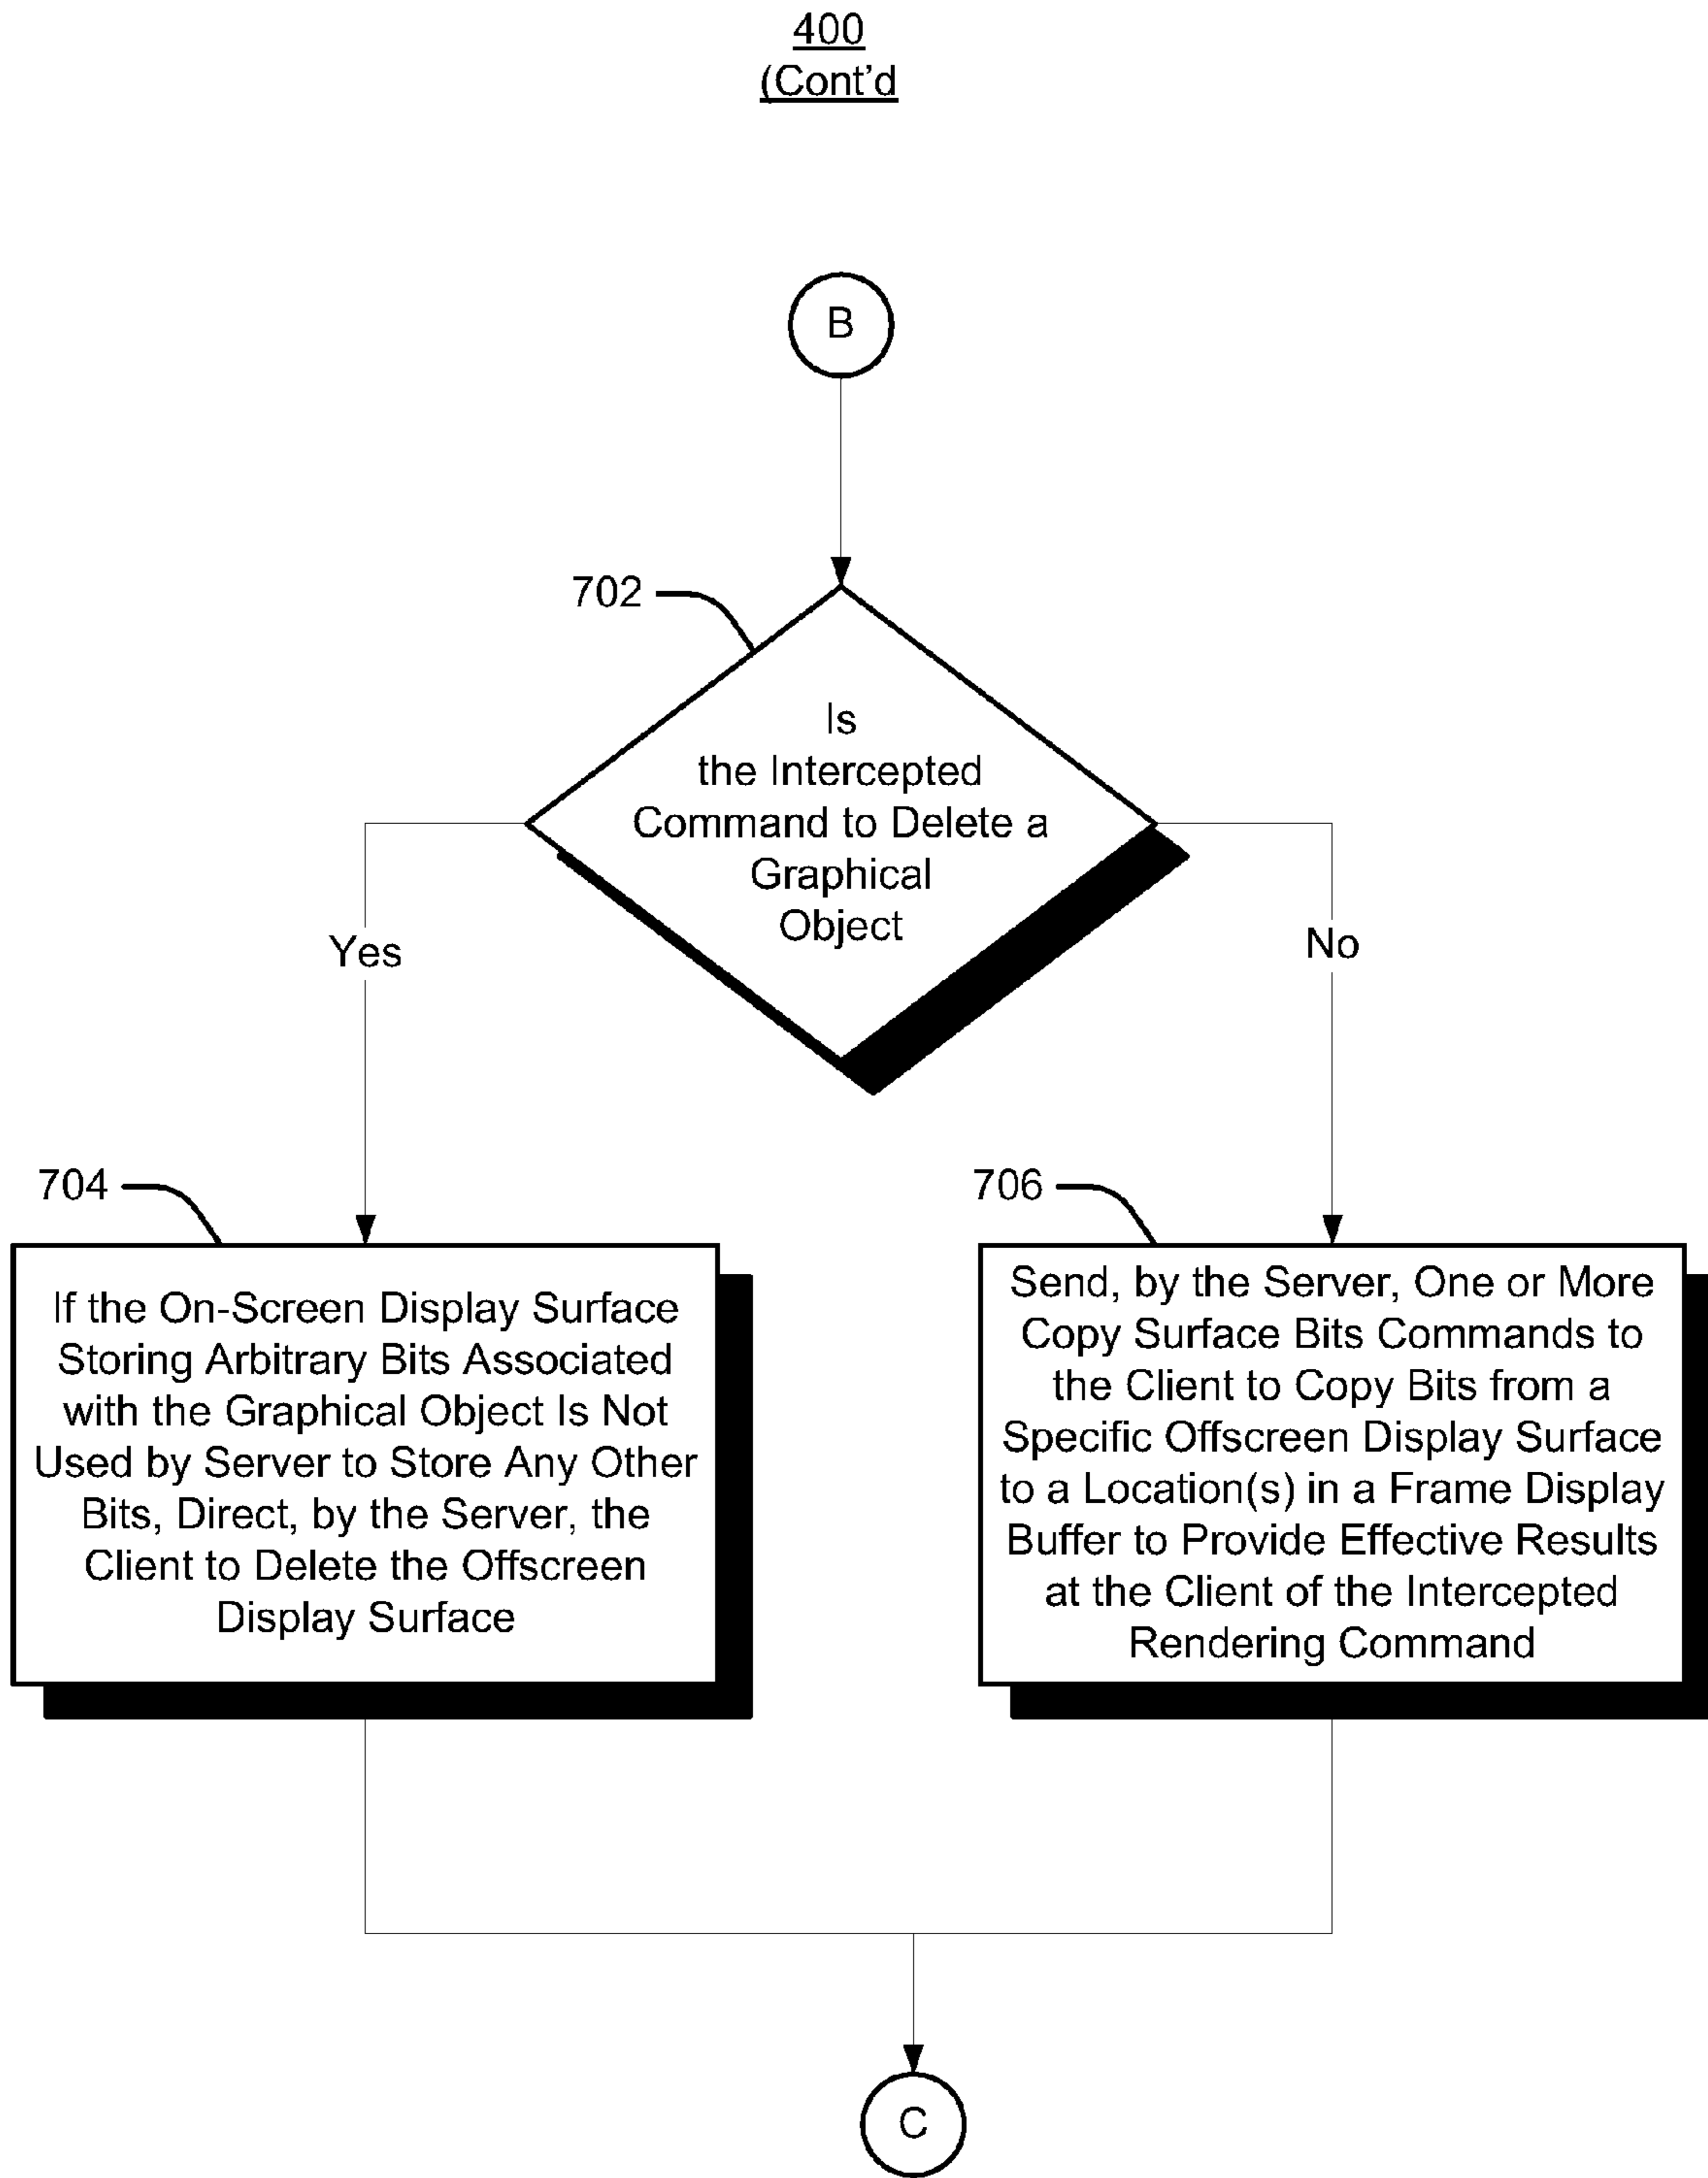 400
(Cont'd
B
702
Is
the Intercepted
Command to Delete a
Graphical
Object
Yes
No
704
If the On-Screen Display Surface
Storing Arbitrary Bits Associated
with the Graphical Object Is Not
Used by Server to Store Any Other
Bits, Direct, by the Server, the
Client to Delete the Offscreen
Display Surface
706
Send, by the Server, One or More
Copy Surface Bits Commands to
the Client to Copy Bits from a
Specific Offscreen Display Surface
to a Location(s) in a Frame Display
Buffer to Provide Effective Results
at the Client of the Intercepted
Rendering Command
C